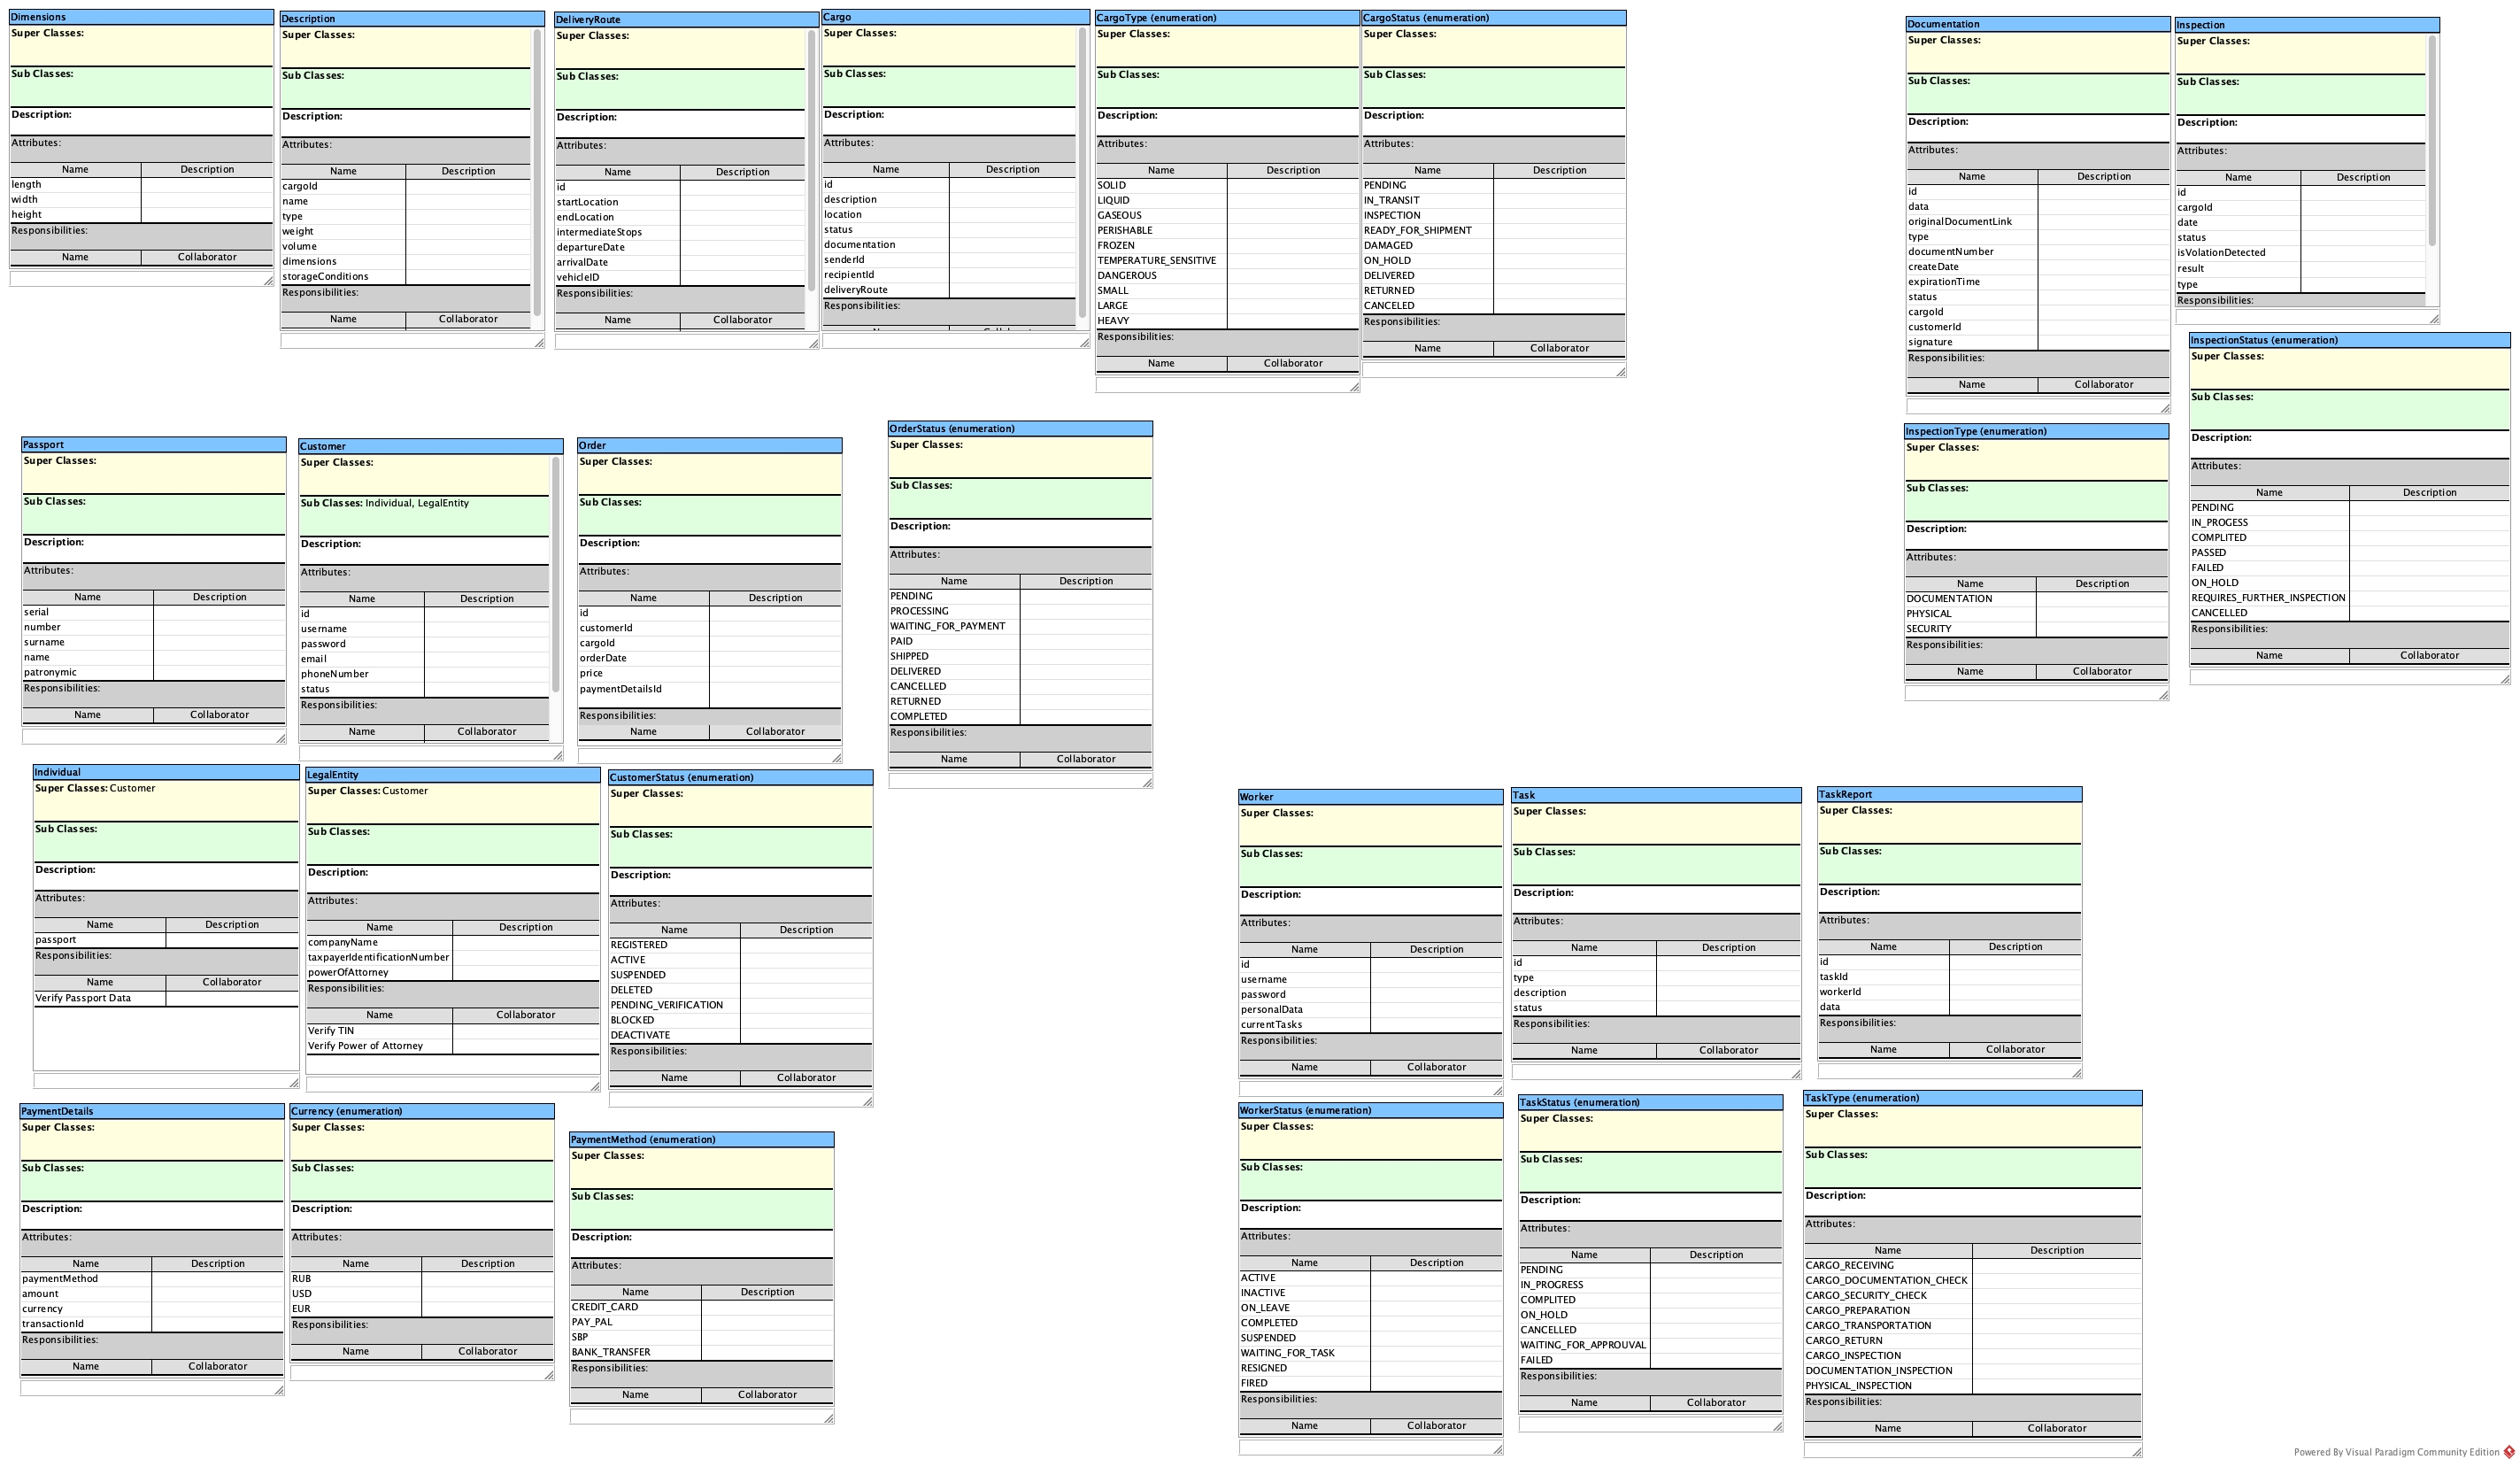 Dimensions
Super Classes:
Sub Classes:
Description:
Attributes:
Name Description
length
width
height
Responsibilities:
Name Collaborator
Description
Super Classes:
Sub Classes:
Description:
Attributes:
Name Description
cargoId
name
type
weight
volume
dimensions
storageConditions
Responsibilities:
Name Collaborator
DeliveryRoute
Super Classes:
Sub Classes:
Description:
Attributes:
Name Description
id
startLocation
endLocation
intermediateStops
departureDate
arrivalDate
vehicleID
Responsibilities:
Name Collaborator
Cargo
Super Classes:
Sub Classes:
Description:
Attributes:
Name Description
id
description
location
status
documentation
senderId
recipientId
deliveryRoute
Responsibilities:
CargoType (enumeration)
Super Classes:
Sub Classes:
Description:
Attributes:
Name Description
SOLID
LIQUID
GASEOUS
PERISHABLE
FROZEN
TEMPERATURE_SENSITIVE
DANGEROUS
SMALL
LARGE
HEAVY
Responsibilities:
Name Collaborator
CargoStatus (enumeration)
Super Classes:
Sub Classes:
Description:
Attributes:
Name Description
PENDING
IN_TRANSIT
INSPECTION
READY_FOR_SHIPMENT
DAMAGED
ON_HOLD
DELIVERED
RETURNED
CANCELED
Responsibilities:
Name Collaborator
Documentation
Super Classes:
Sub Classes:
Description:
Attributes:
Name Description
id
data
originalDocumentLink
type
documentNumber
createDate
expirationTime
status
cargoId
customerId
signature
Responsibilities:
Name Collaborator
Inspection
Super Classes:
Sub Classes:
Description:
Attributes:
Name Description
id
cargoId
date
status
isVolationDetected
result
type
Responsibilities:
InspectionStatus (enumeration)
Super Classes:
Sub Classes:
Description:
Attributes:
Name Description
PENDING
IN_PROGESS
COMPLITED
PASSED
FAILED
ON_HOLD
REQUIRES_FURTHER_INSPECTION
CANCELLED
Responsibilities:
Name Collaborator
InspectionType (enumeration)
Super Classes:
Sub Classes:
Description:
Attributes:
Name Description
DOCUMENTATION
PHYSICAL
SECURITY
Responsibilities:
Name Collaborator
Passport
Super Classes:
Sub Classes:
Description:
Attributes:
Name Description
serial
number
surname
name
patronymic
Responsibilities:
Name Collaborator
Customer
Super Classes:
Sub Classes: Individual, LegalEntity
Description:
Attributes:
Name Description
id
username
password
email
phoneNumber
status
Responsibilities:
Name Collaborator
Order
Super Classes:
Sub Classes:
Description:
Attributes:
Name Description
id
customerId
cargoId
orderDate
price
paymentDetailsId
Responsibilities:
Name Collaborator
OrderStatus (enumeration)
Super Classes:
Sub Classes:
Description:
Attributes:
Name Description
PENDING
PROCESSING
WAITING_FOR_PAYMENT
PAID
SHIPPED
DELIVERED
CANCELLED
RETURNED
COMPLETED
Responsibilities:
Name Collaborator
Individual
Super Classes: Customer
Sub Classes:
Description:
Attributes:
Name Description
passport
Responsibilities:
Name Collaborator
Verify Passport Data
LegalEntity
Super Classes: Customer
Sub Classes:
Description:
Attributes:
Name Description
companyName
taxpayerIdentificationNumber
powerOfAttorney
Responsibilities:
Name Collaborator
Verify TIN
Verify Power of Attorney
CustomerStatus (enumeration)
Super Classes:
Sub Classes:
Description:
Attributes:
Name Description
REGISTERED
ACTIVE
SUSPENDED
DELETED
PENDING_VERIFICATION
BLOCKED
DEACTIVATE
Responsibilities:
Name Collaborator
Worker
Super Classes:
Sub Classes:
Description:
Attributes:
Name Description
id
username
password
personalData
currentTasks
Responsibilities:
Name Collaborator
Task
Super Classes:
Sub Classes:
Description:
Attributes:
Name Description
id
type
description
status
Responsibilities:
Name Collaborator
TaskReport
Super Classes:
Sub Classes:
Description:
Attributes:
Name Description
id
taskId
workerId
data
Responsibilities:
Name Collaborator
PaymentDetails
Super Classes:
Sub Classes:
Description:
Attributes:
Name Description
paymentMethod
amount
currency
transactionId
Responsibilities:
Name Collaborator
Currency (enumeration)
Super Classes:
Sub Classes:
Description:
Attributes:
Name Description
RUB
USD
EUR
Responsibilities:
Name Collaborator
PaymentMethod (enumeration)
Super Classes:
Sub Classes:
Description:
Attributes:
Name Description
CREDIT_CARD
PAY_PAL
SBP
BANK_TRANSFER
Responsibilities:
Name Collaborator
WorkerStatus (enumeration)
Super Classes:
Sub Classes:
Description:
Attributes:
Name Description
ACTIVE
INACTIVE
ON_LEAVE
COMPLETED
SUSPENDED
WAITING_FOR_TASK
RESIGNED
FIRED
Responsibilities:
Name Collaborator
TaskStatus (enumeration)
Super Classes:
Sub Classes:
Description:
Attributes:
Name Description
PENDING
IN_PROGRESS
COMPLITED
ON_HOLD
CANCELLED
WAITING_FOR_APPROUVAL
FAILED
Responsibilities:
Name Collaborator
TaskType (enumeration)
Super Classes:
Sub Classes:
Description:
Attributes:
Name Description
CARGO_RECEIVING
CARGO_DOCUMENTATION_CHECK
CARGO_SECURITY_CHECK
CARGO_PREPARATION
CARGO_TRANSPORTATION
CARGO_RETURN
CARGO_INSPECTION
DOCUMENTATION_INSPECTION
PHYSICAL_INSPECTION
Responsibilities:
Name Collaborator
Powered By Visual Paradigm Community Edition